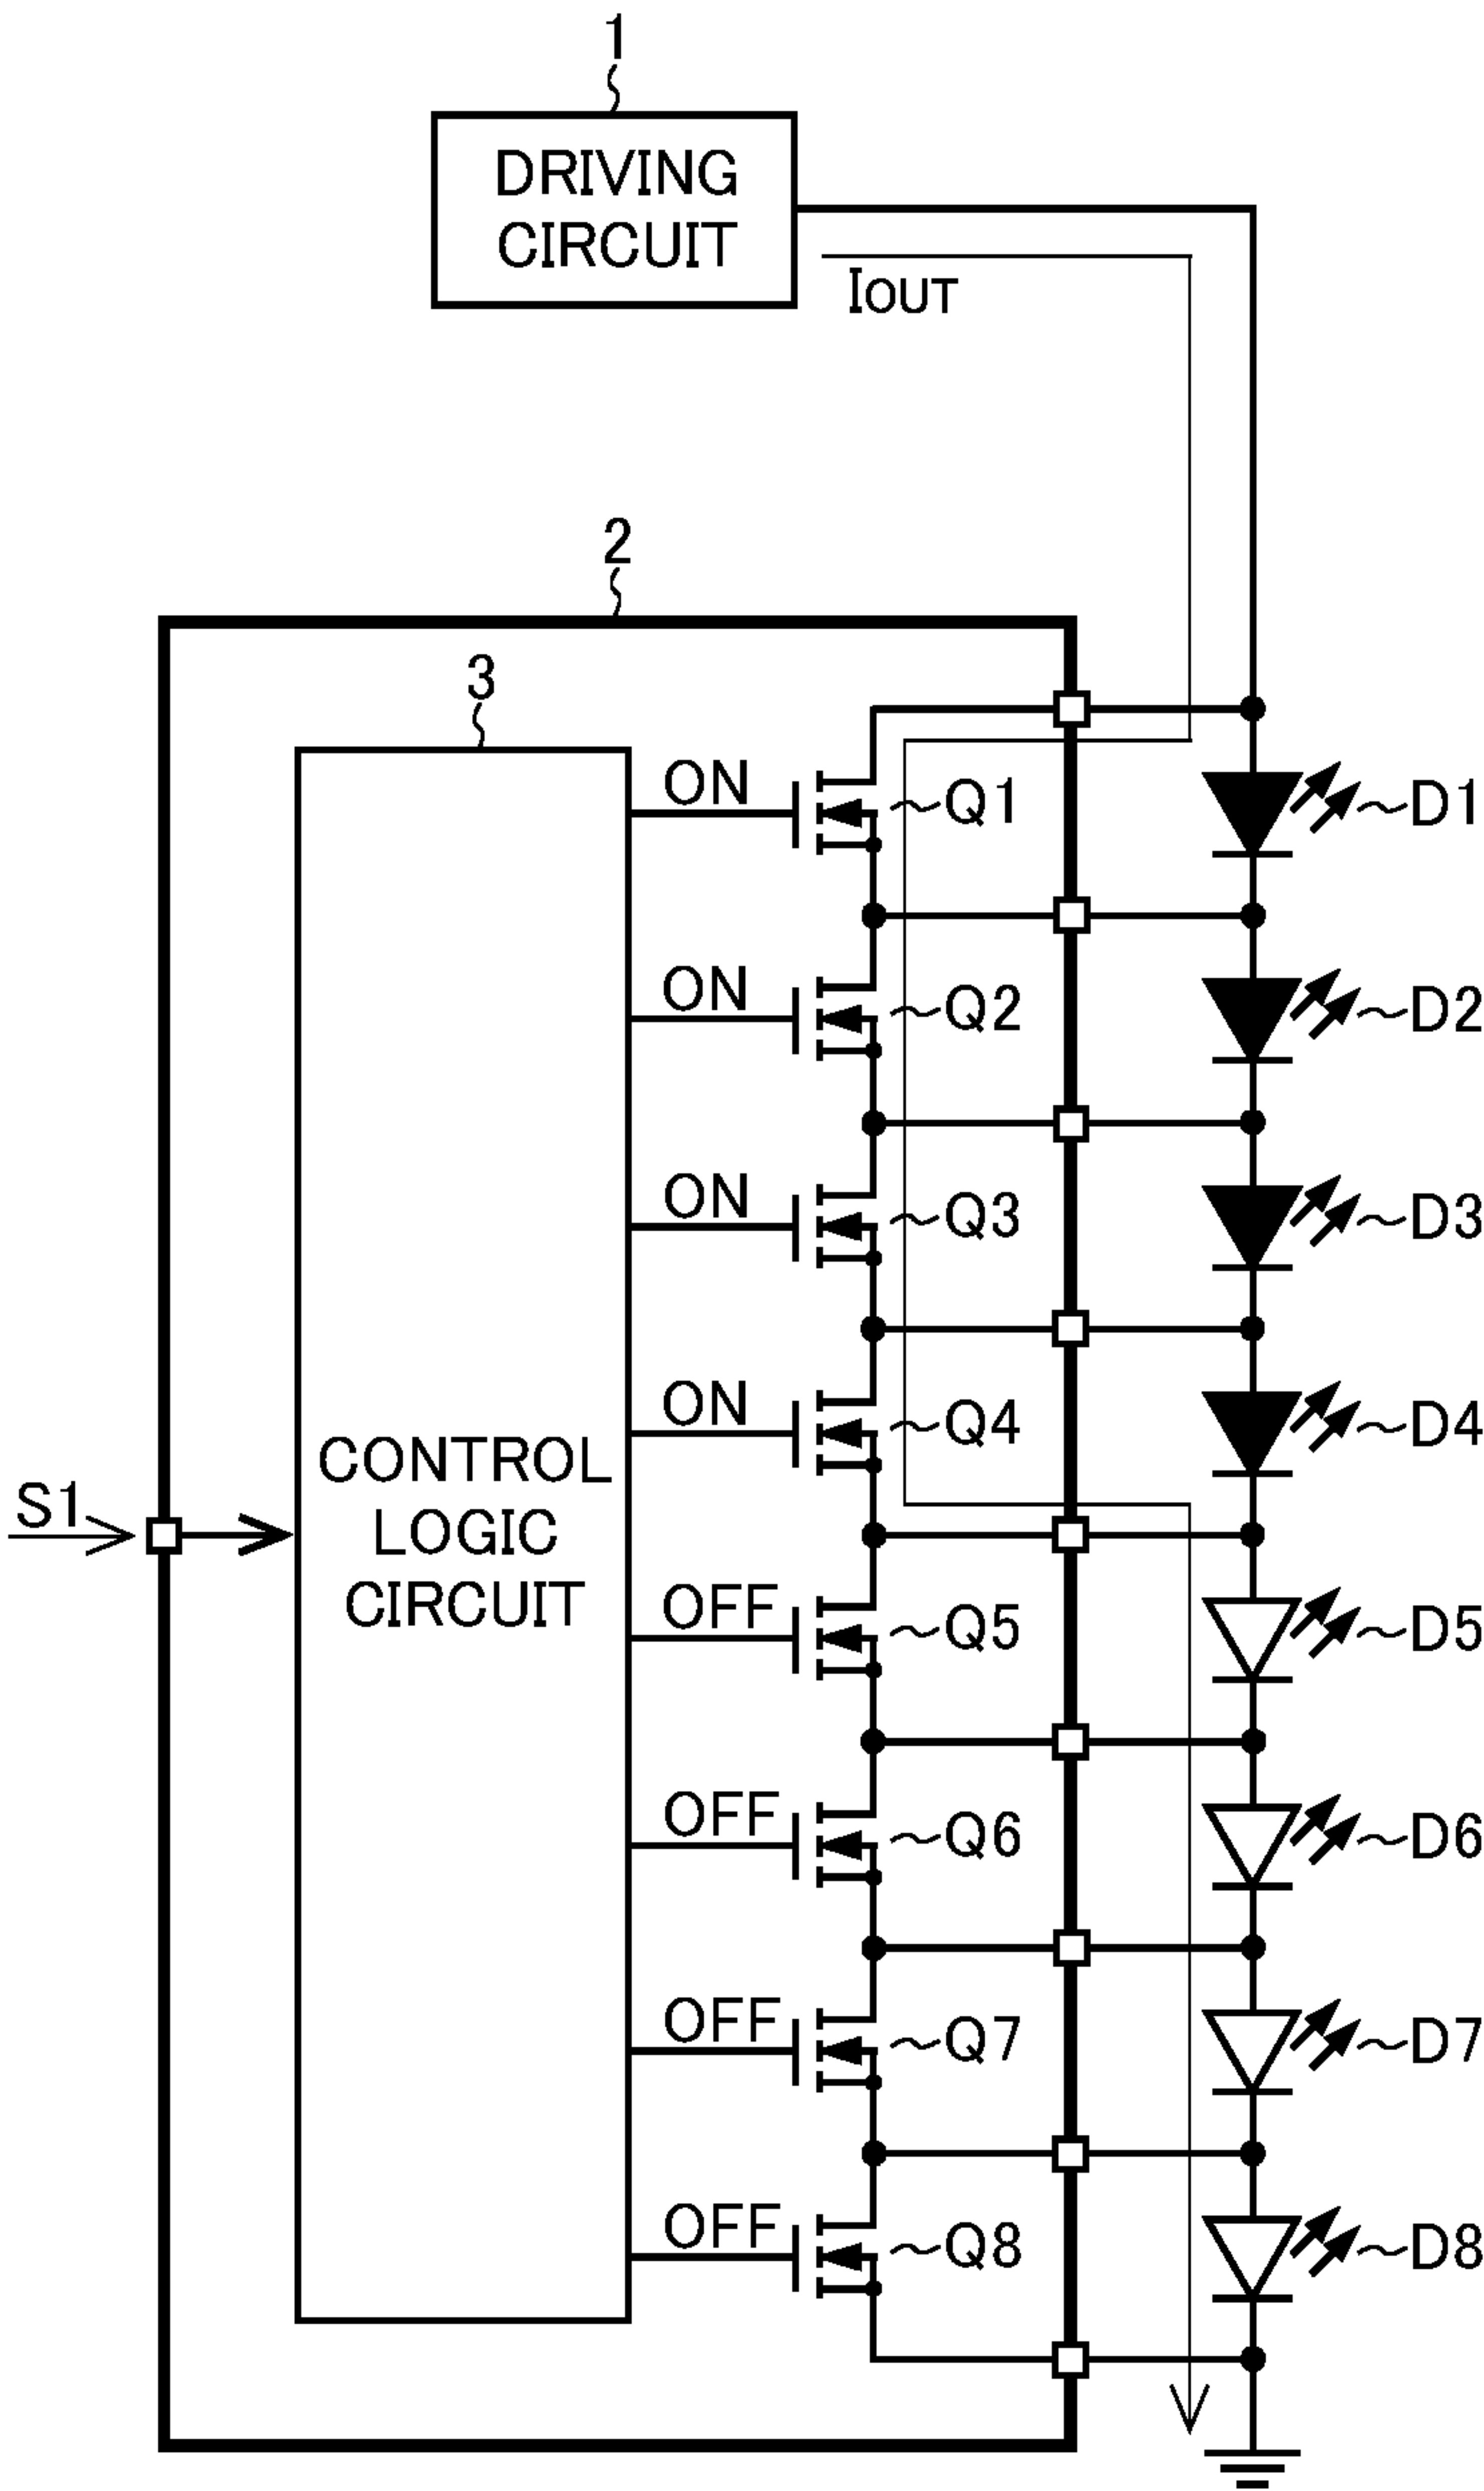 1
DRIVING
CIRCUIT
IOUT
2
3
ON
Q1
D1
ON
Q2
D2
ON
Q3
D3
ON
Q4
D4
CONTROL
LOGIC
CIRCUIT
S1
OFF
Q5
D5
OFF
Q6
D6
OFF
Q7
D7
OFF
Q8
D8